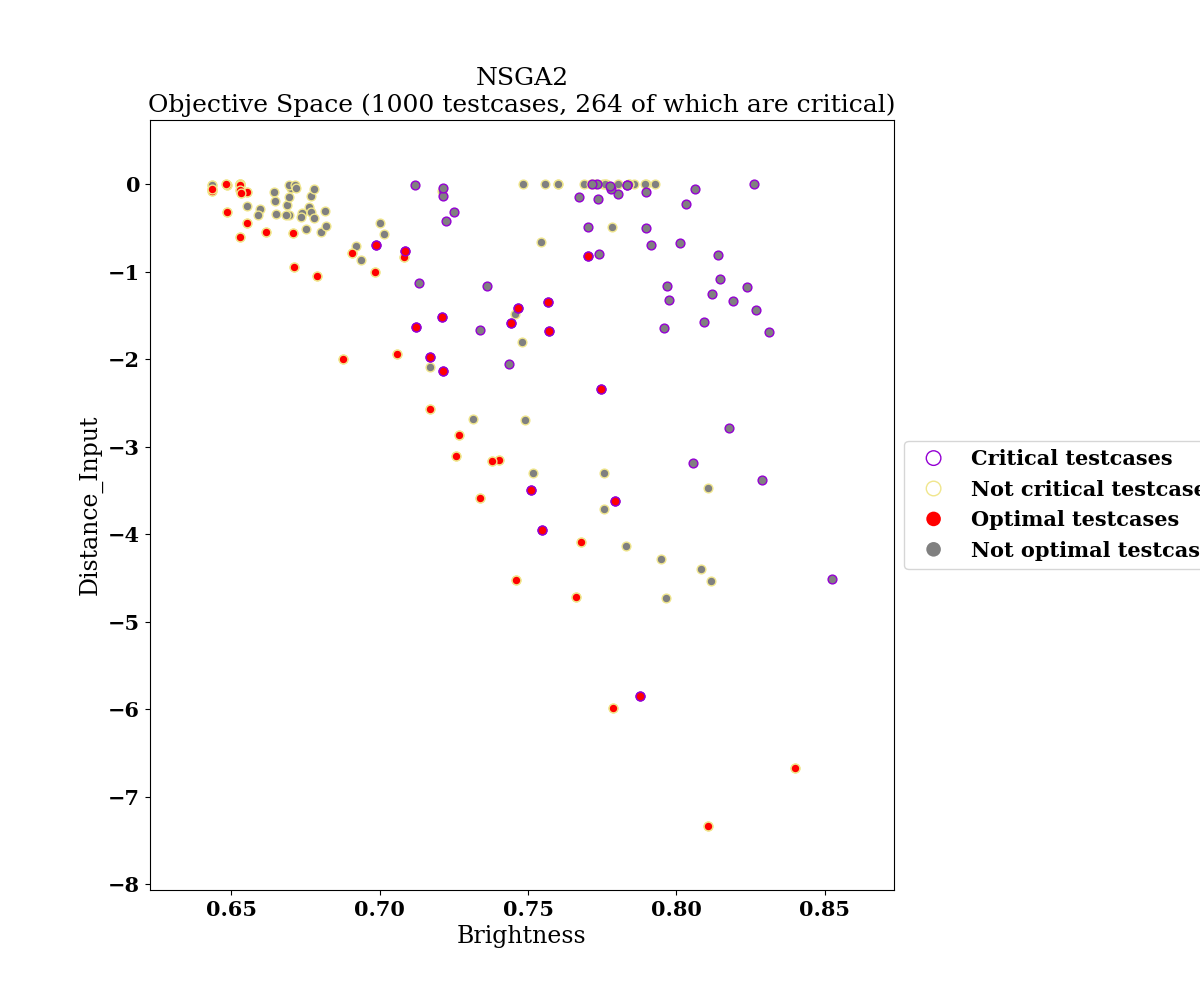 NSGA2
Objective Space (1000 testcases, 264 of which are critical)
0
−1
−2
−3
−4
−5
−6
−7
−8
Distance_Input
0.65 0.70 0.75 0.80 0.85
Brightness
Critical testcases
Not critical testcase
Optimal testcases
Not optimal testcas